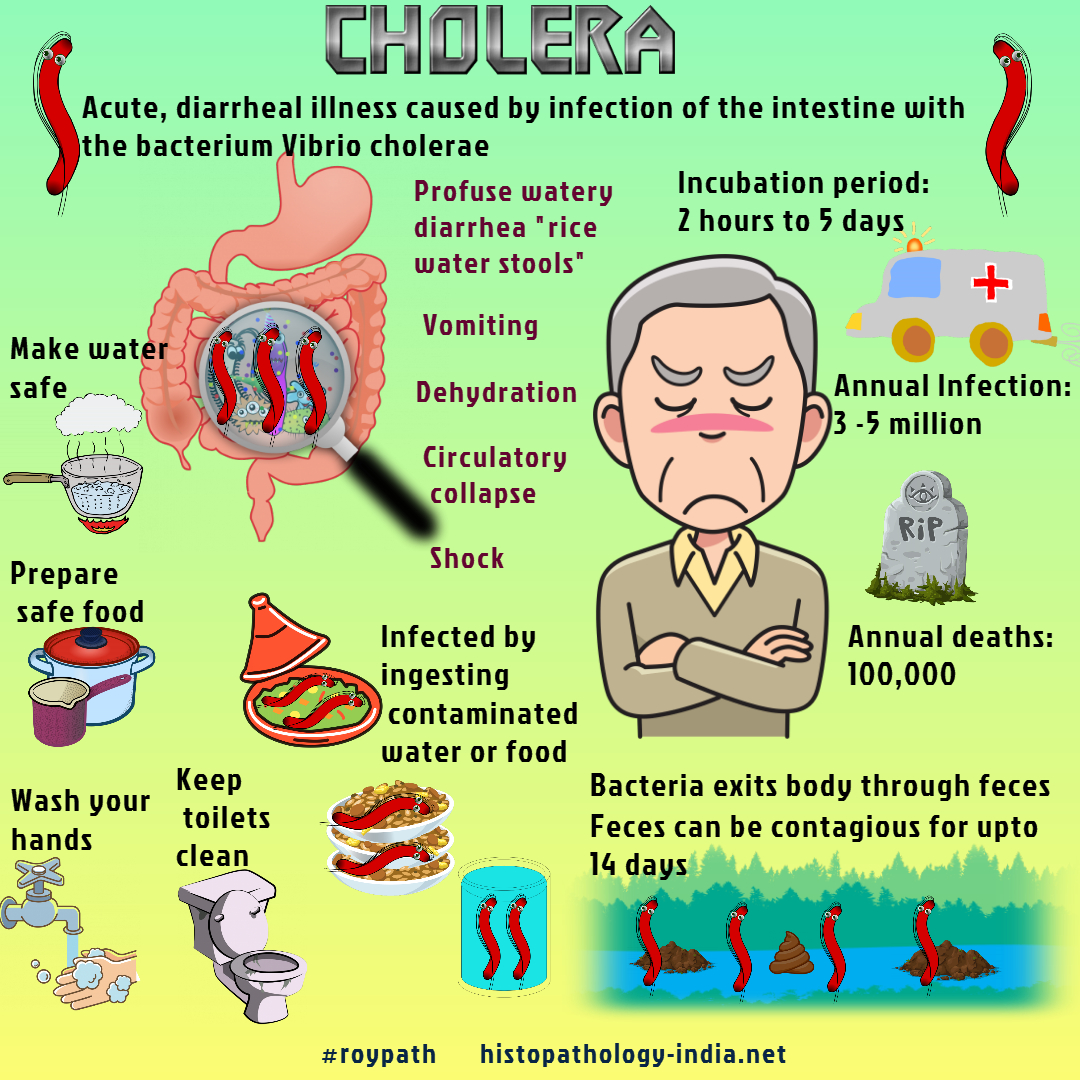 CHOLERA
Acute, diarrheal illness caused by infection of the intestine with
the bacterium Vibrio cholerae
Profuse watery
diarrhea "rice
water stools"
Vomiting
Dehydration
Circulatory
collapse
Shock
Incubation period:
2 hours to 5 days
Annual Infection:
3 -5 million
RIP
Annual deaths:
100,000
Make water
safe
Prepare
safe food
Wash your
hands
Keep
toilets
clean
Infected by
ingesting
contaminated
water or food
Bacteria exits body through feces
Feces can be contagious for upto
14 days
#roypath histopathology-india.net